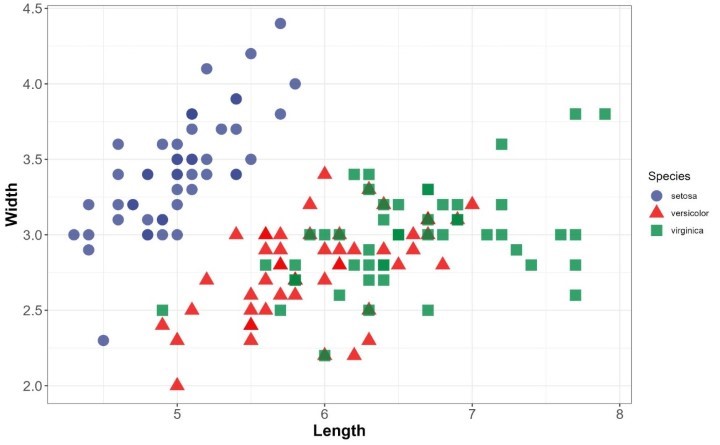 4.5
4.0
3.5
3.0
2.5
2.0
Width
5 6 7 8
Length
Species
setosa
versicolor
virginica